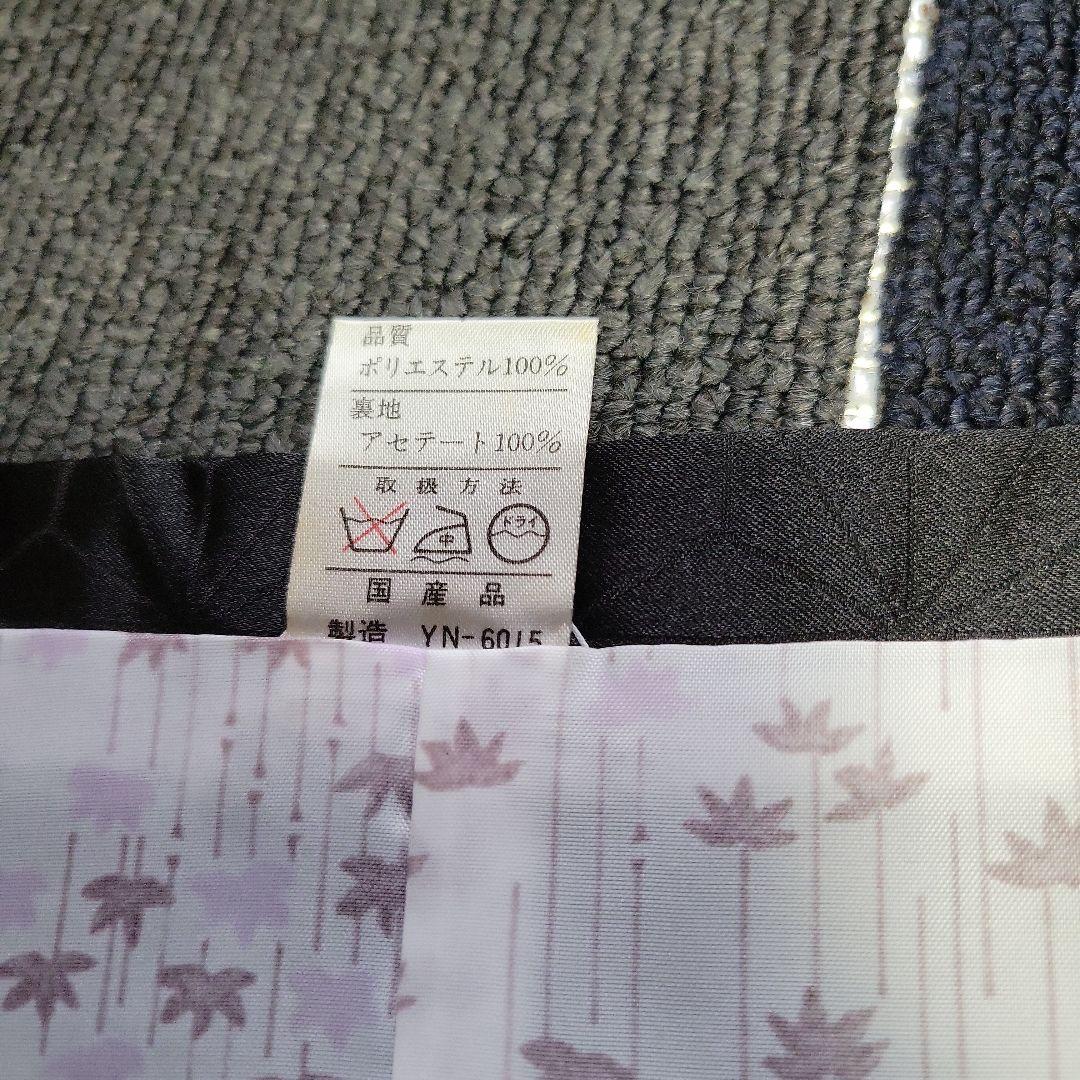 品質
ポリエステル100%
裏地
アセテート100%
取扱方法
中 ドライ
国産品
製造 YN-6015